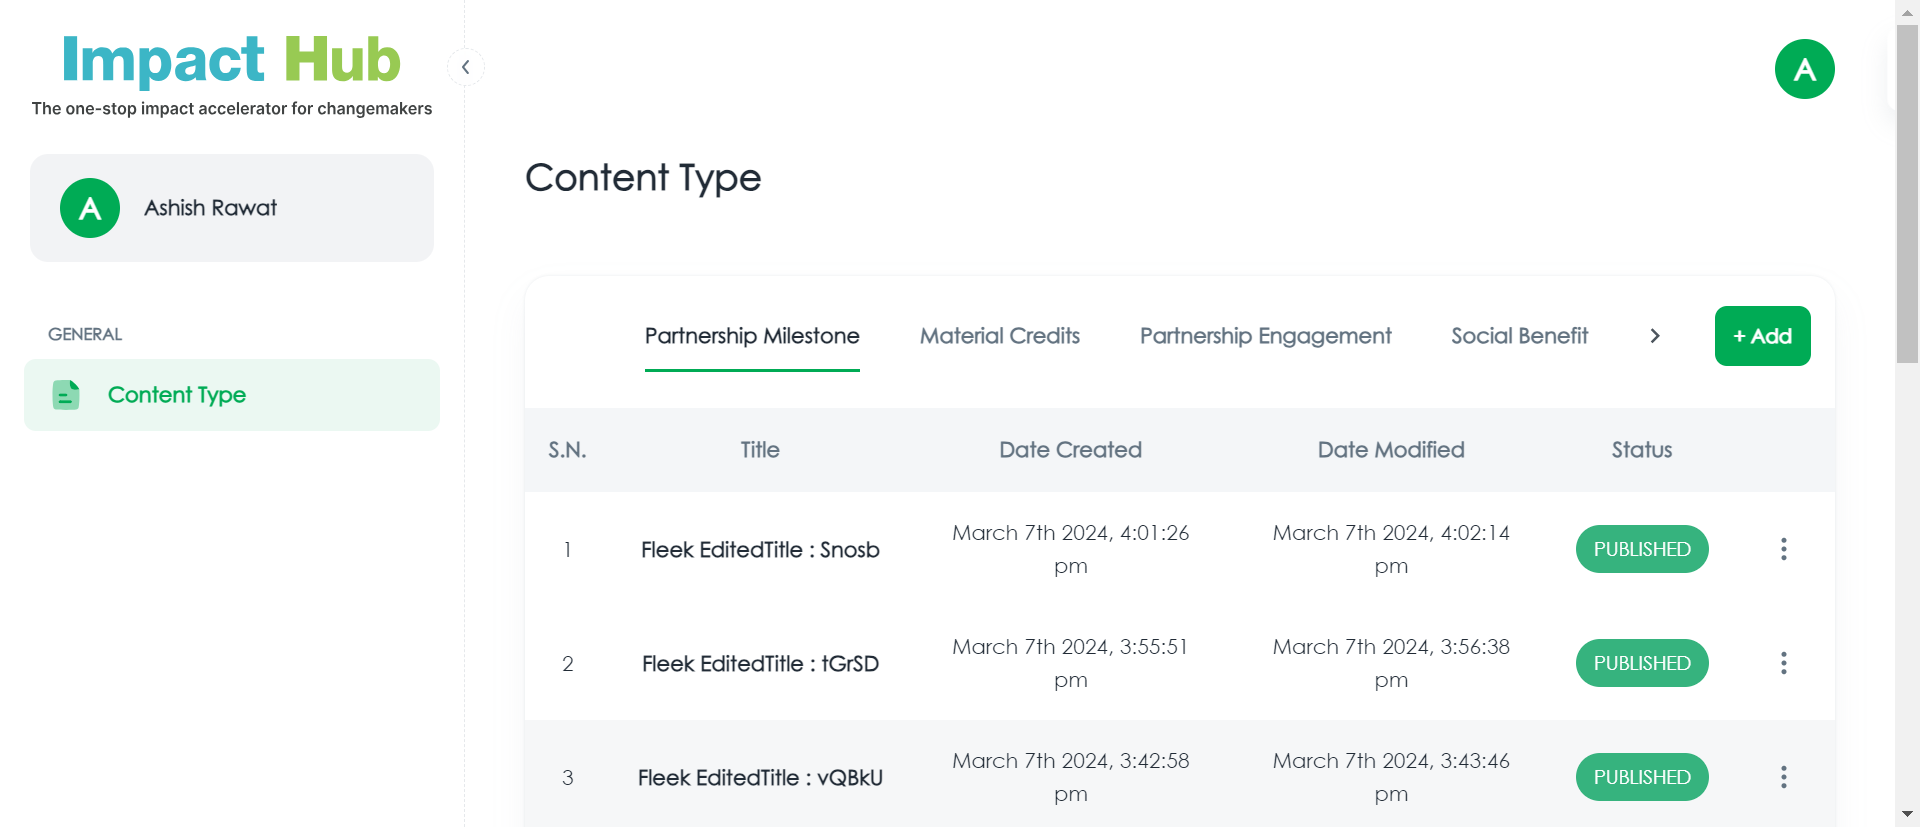 Impact Hub
The one-stop impact accelerator for changemakers
A
A
Ashish Rawat
GENERAL
Content Type
Content Type
Partnership Milestone Material Credits Partnership Engagement Social Benefit + Add
S.N. Title Date Created Date Modified Status
1 Fleek EditedTitle : Snosb March 7th 2024, 4:01:26 pm March 7th 2024, 4:02:14 pm PUBLISHED
2 Fleek EditedTitle : tGrSD March 7th 2024, 3:55:51 pm March 7th 2024, 3:56:38 pm PUBLISHED
3 Fleek EditedTitle : vQBkU March 7th 2024, 3:42:58 pm March 7th 2024, 3:43:46 pm PUBLISHED